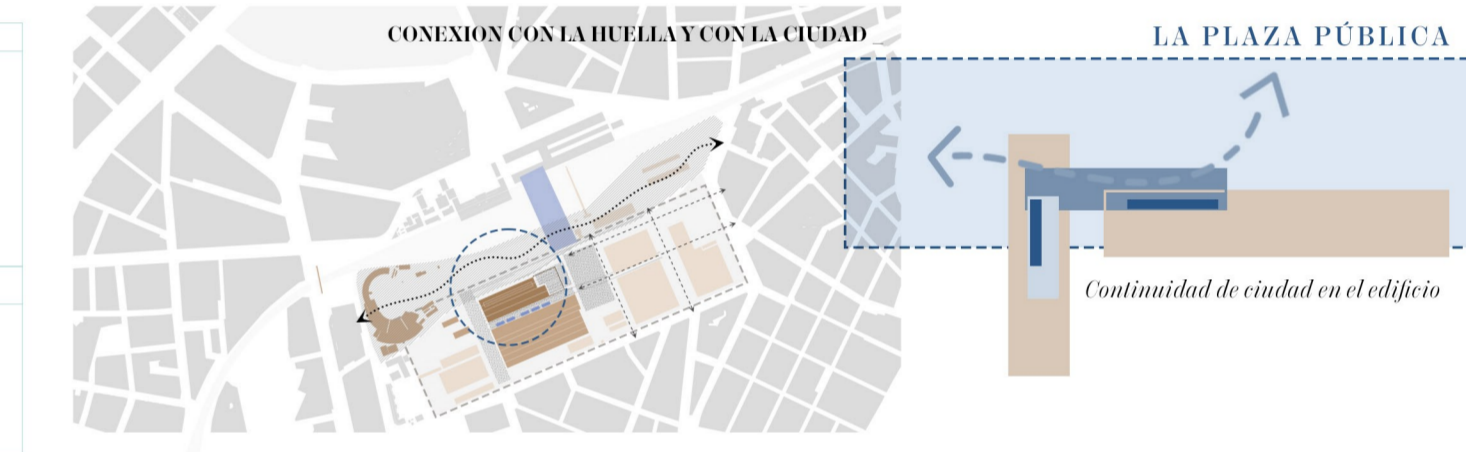 CONEXION CON LA HUELLA Y CON LA CIUDAD _
LA PLAZA PÚBLICA
Continuidad de ciudad en el edificio